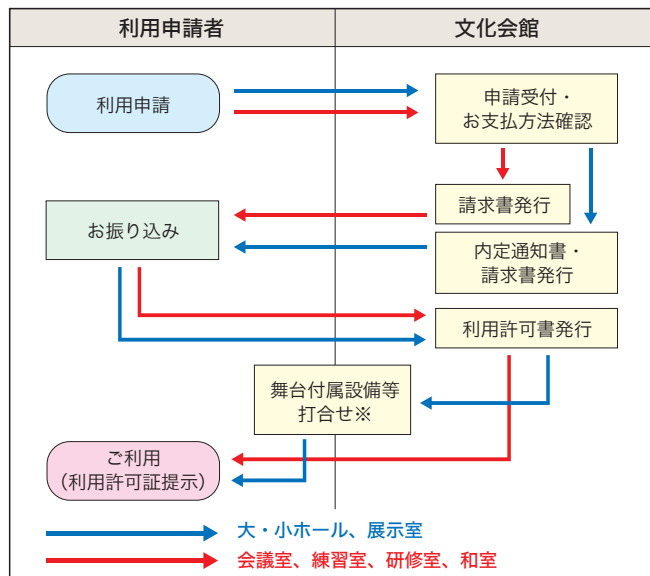 利用申請者
文化会館
利用申請
申請受付・
お支払方法確認
請求書発行
お振り込み
内定通知書・
請求書発行
利用許可書発行
舞台付属設備等
打合せ※
ご利用
(利用許可証提示)
大・小ホール、展示室
会議室、練習室、研修室、和室